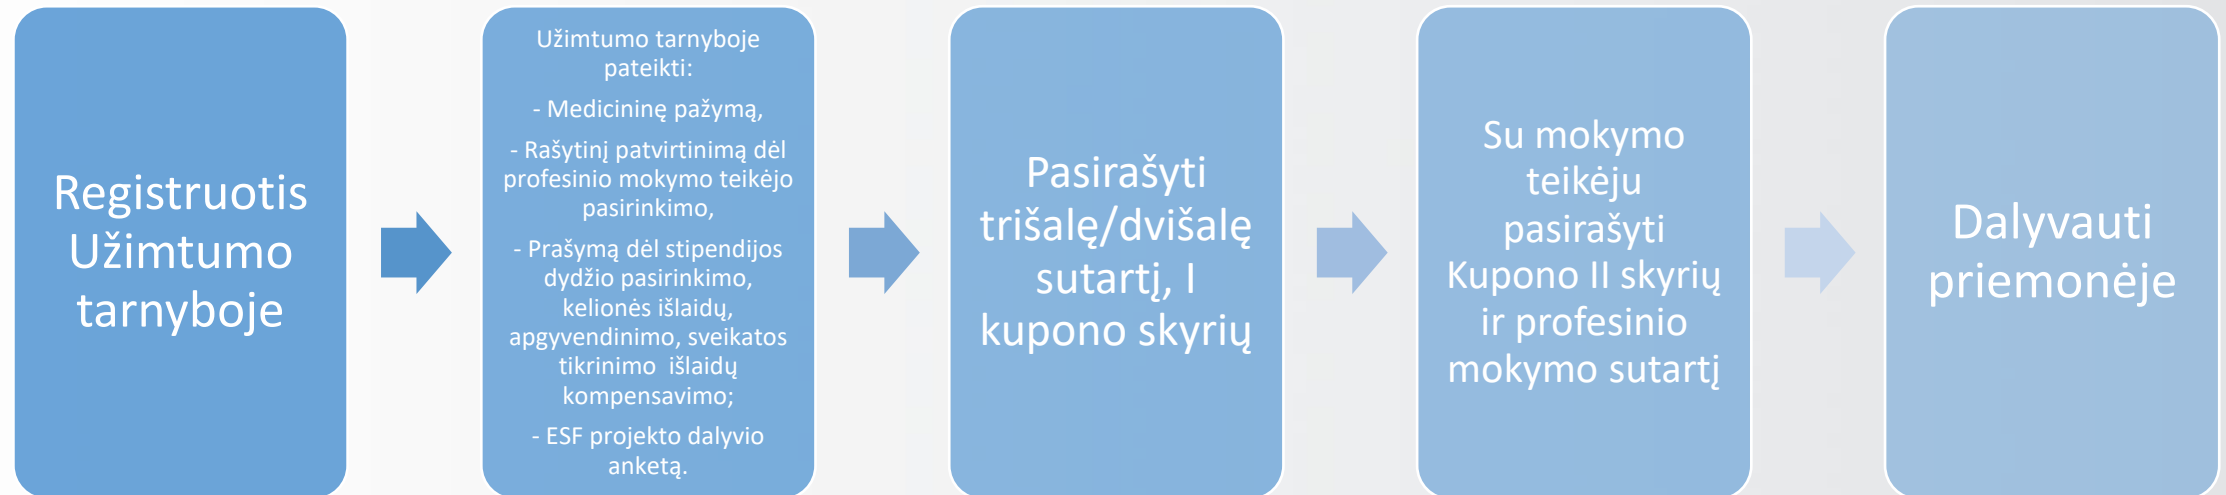 Registruotis
Užimtumo
tarnyboje
Užimtumo tarnyboje
pateikti:
- Medicininę pažymą,
- Rašytinį patvirtinimą dėl
profesinio mokymo teikėjo
pasirinkimo,
- Prašymą dėl stipendijos
dydžio pasirinkimo,
kelionės išlaidų,
apgyvendinimo, sveikatos
tikrinimo išlaidų
kompensavimo;
- ESF projekto dalyvio
anketą.
Pasirašyti
trišalę/dvišalę
sutartį, I
kupono skyrių
Su mokymo
teikėju
pasirašyti
Kupono II skyrių
ir profesinio
mokymo sutartį
Dalyvauti
priemonėje